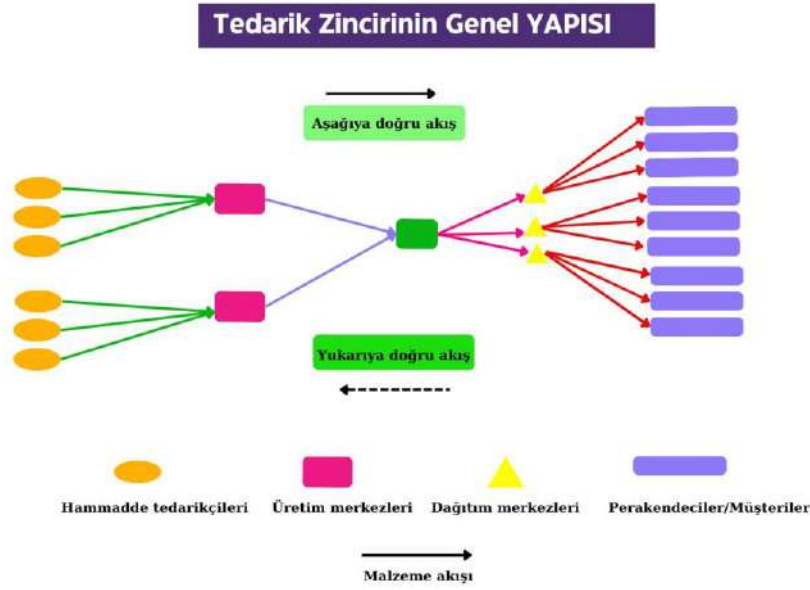 Tedarik Zincirinin Genel YAPISI
Aşağıya doğru akış
Yukarıya doğru akış
Hammadde tedarikçileri
Üretim merkezleri
Dağıtım merkezleri
Perakendeciler/Müşteriler
Malzeme akışı